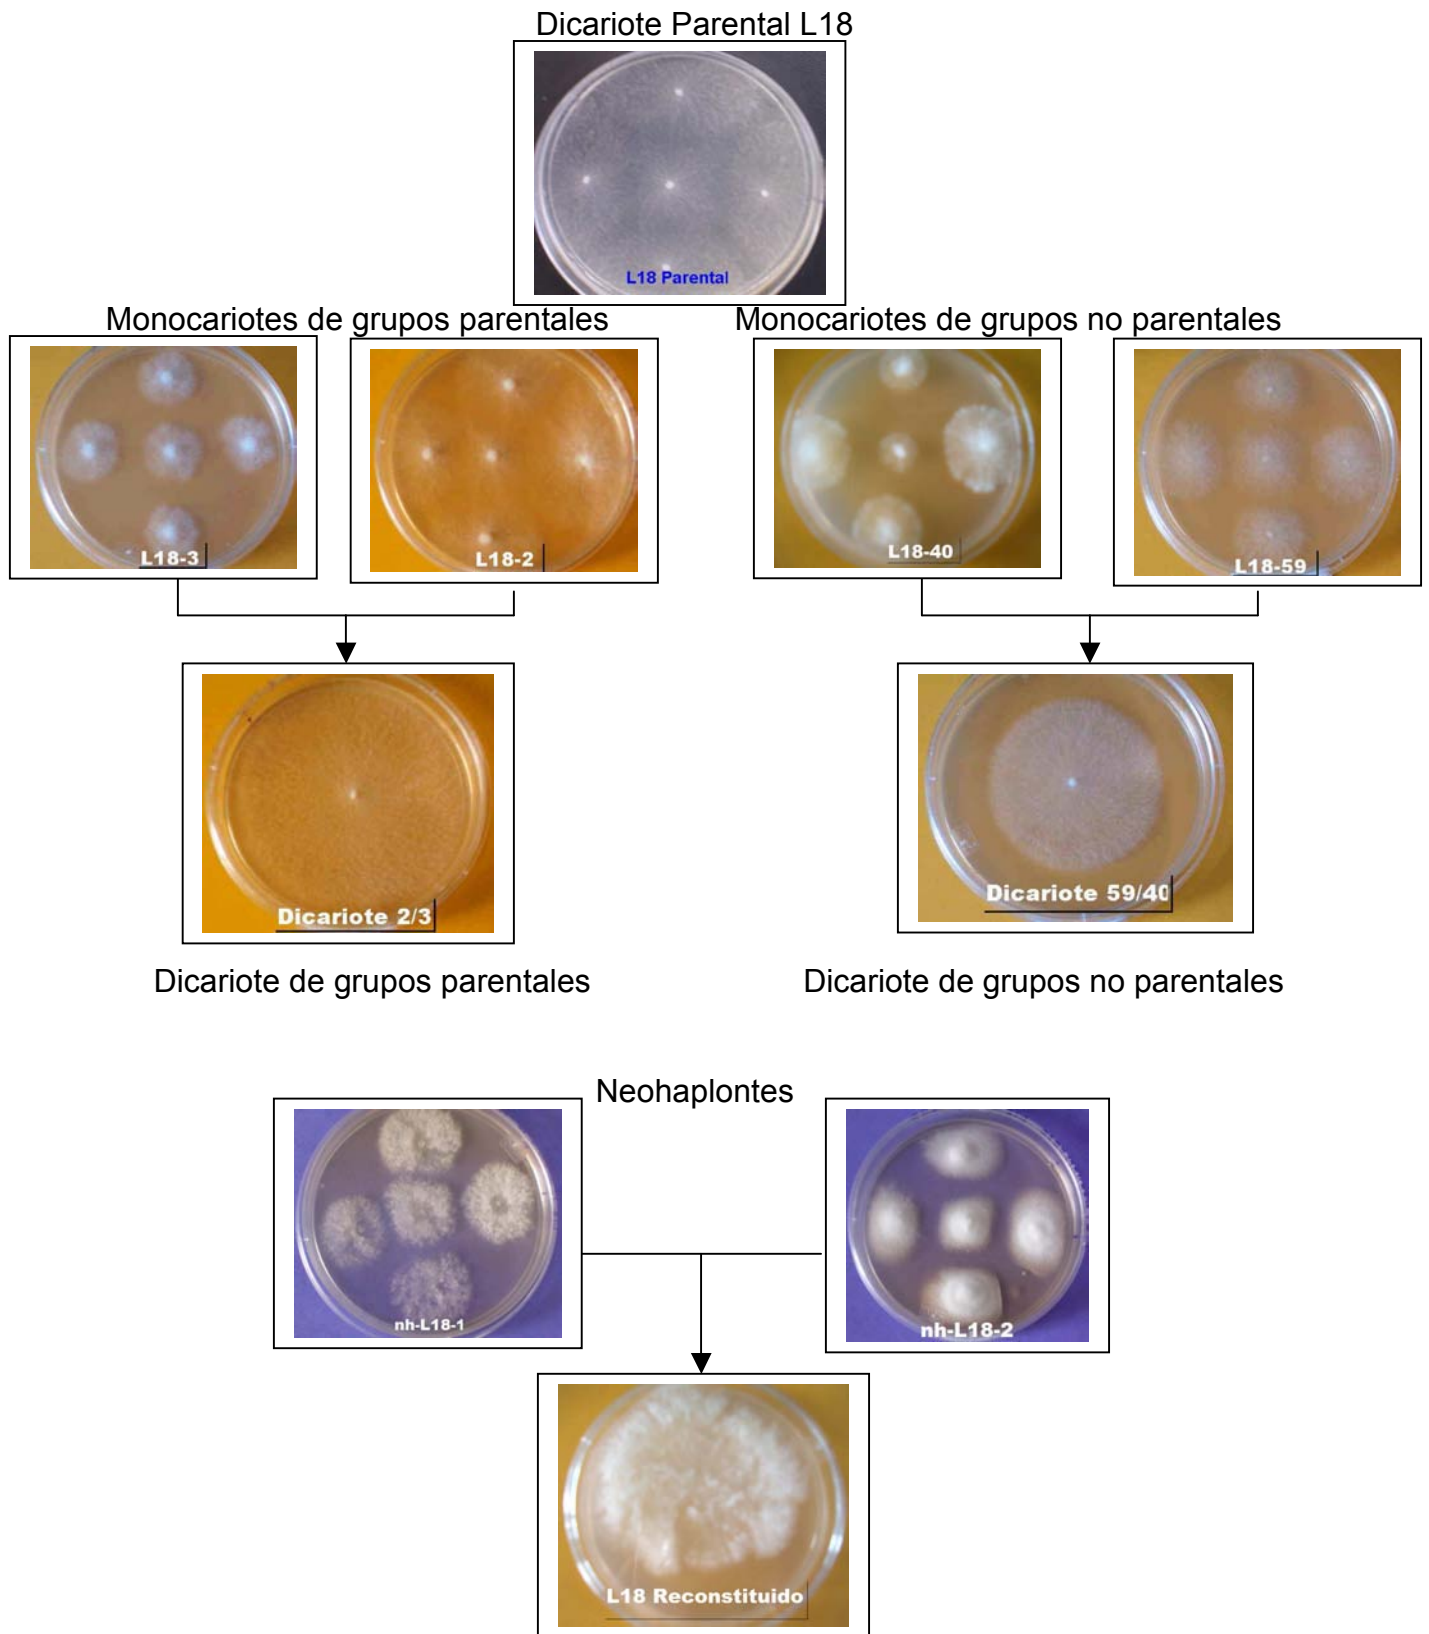 Dicariote Parental L18
L18 Parental
Monocariotes de grupos parentales
Monocariotes de grupos no parentales
L18-3
L18-2
L18-40
L18-59
Dicariote 2/3
Dicariote 59/40
Dicariote de grupos parentales
Dicariote de grupos no parentales
Neohaplontes
nh-L18-1
nh-L18-2
L18 Reconstituido